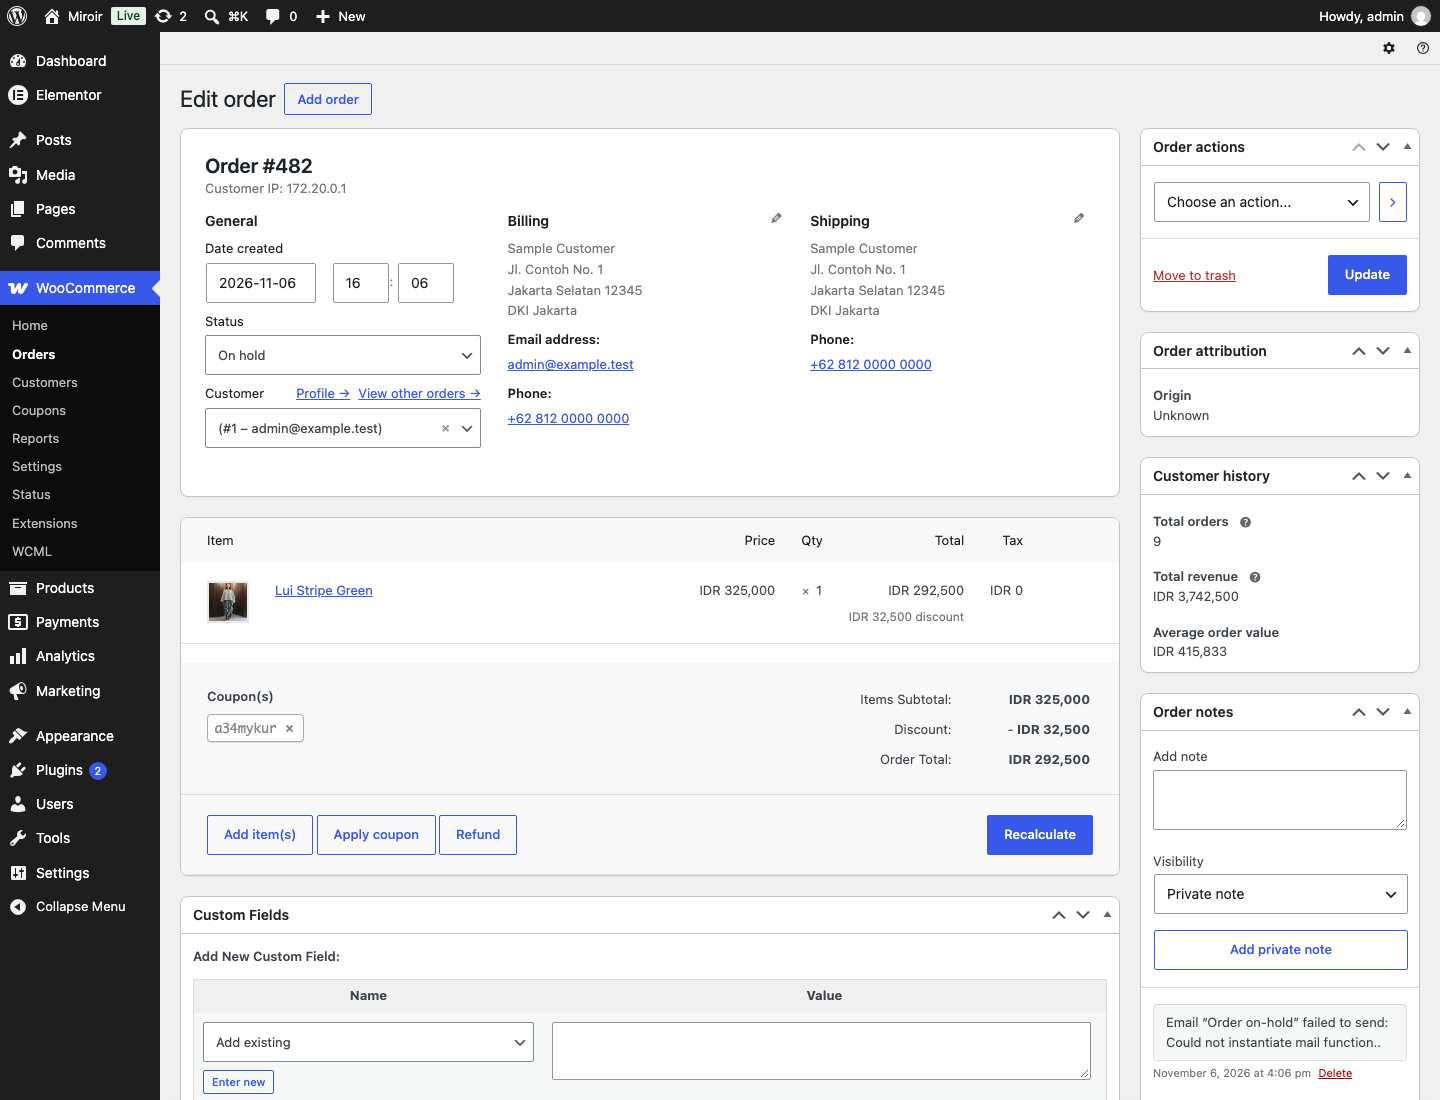 Miroir
Live
2
⌘K
0
New
Howdy, admin
Dashboard
Elementor
Posts
Media
Pages
Comments
WooCommerce
Home
Orders
Customers
Coupons
Reports
Settings
Status
Extensions
WCML
Products
Payments
Analytics
Marketing
Appearance
Plugins 2
Users
Tools
Settings
Collapse Menu
Edit order
Add order
Order #482
Customer IP: 172.20.0.1
General
Date created
2026-11-06
16
:
06
Status
On hold
Customer
Profile →
View other orders →
(#1 – admin@example.test)
×
Billing
Sample Customer
Jl. Contoh No. 1
Jakarta Selatan 12345
DKI Jakarta
Email address:
admin@example.test
Phone:
+62 812 0000 0000
Shipping
Sample Customer
Jl. Contoh No. 1
Jakarta Selatan 12345
DKI Jakarta
Phone:
+62 812 0000 0000
Item
Price
Qty
Total
Tax
Lui Stripe Green
IDR 325,000
× 1
IDR 292,500
IDR 0
IDR 32,500 discount
Coupon(s)
a34mykur ×
Items Subtotal:
IDR 325,000
Discount:
- IDR 32,500
Order Total:
IDR 292,500
Add item(s)
Apply coupon
Refund
Recalculate
Custom Fields
Add New Custom Field:
Name
Value
Add existing
Enter new
Order actions
Choose an action...
Move to trash
Update
Order attribution
Origin
Unknown
Customer history
Total orders
9
Total revenue
IDR 3,742,500
Average order value
IDR 415,833
Order notes
Add note
Visibility
Private note
Add private note
Email “Order on-hold” failed to send:
Could not instantiate mail function..
November 6, 2026 at 4:06 pm
Delete